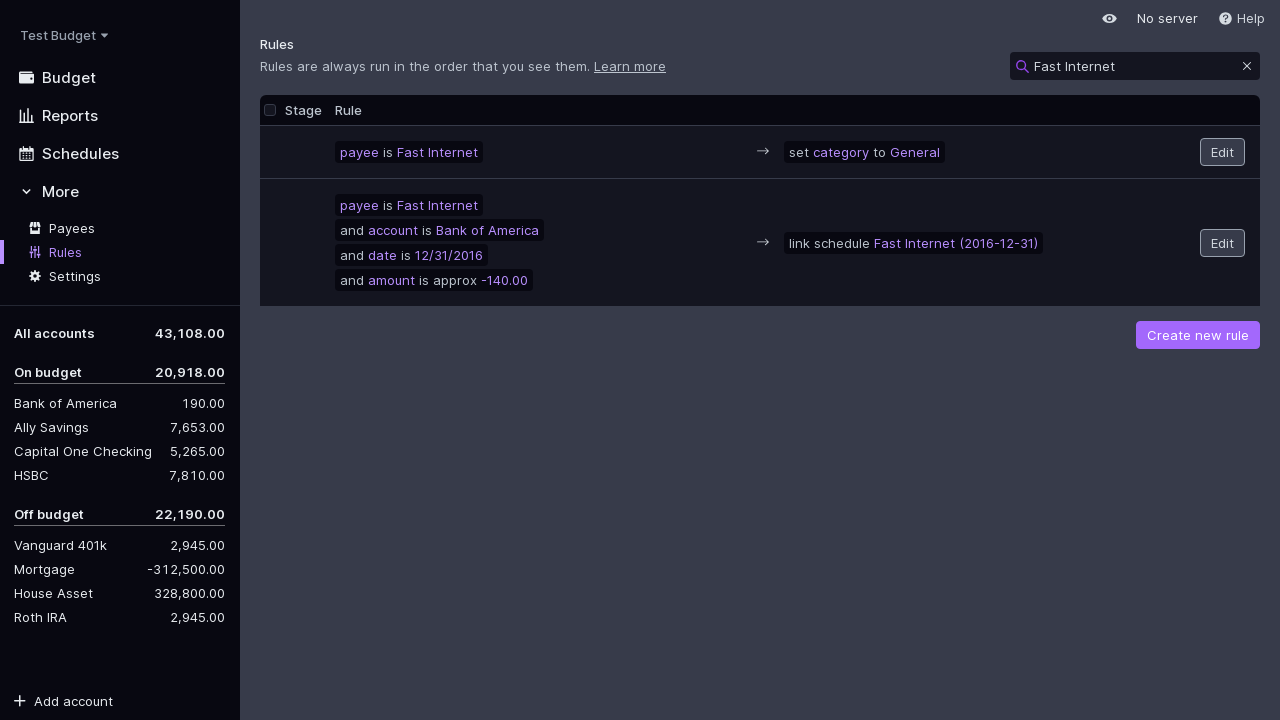 Test Budget
Budget
Reports
Schedules
More
Payees
Rules
Settings
All accounts 43,108.00
On budget 20,918.00
Bank of America 190.00
Ally Savings 7,653.00
Capital One Checking 5,265.00
HSBC 7,810.00
Off budget 22,190.00
Vanguard 401k 2,945.00
Mortgage -312,500.00
House Asset 328,800.00
Roth IRA 2,945.00
Add account
No server Help
Rules
Rules are always run in the order that you see them. Learn more
Fast Internet
Stage Rule
payee is Fast Internet → set category to General Edit
payee is Fast Internet
and account is Bank of America
and date is 12/31/2016
and amount is approx -140.00
→ link schedule Fast Internet (2016-12-31) Edit
Create new rule